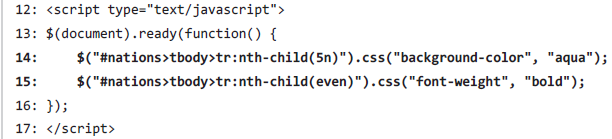 12: <script type="text/javascript">
13: $(document).ready(function() {
14:     $("#nations>tbody>tr:nth-child(5n)").css("background-color", "aqua");
15:     $("#nations>tbody>tr:nth-child(even)").css("font-weight", "bold");
16: });
17: </script>